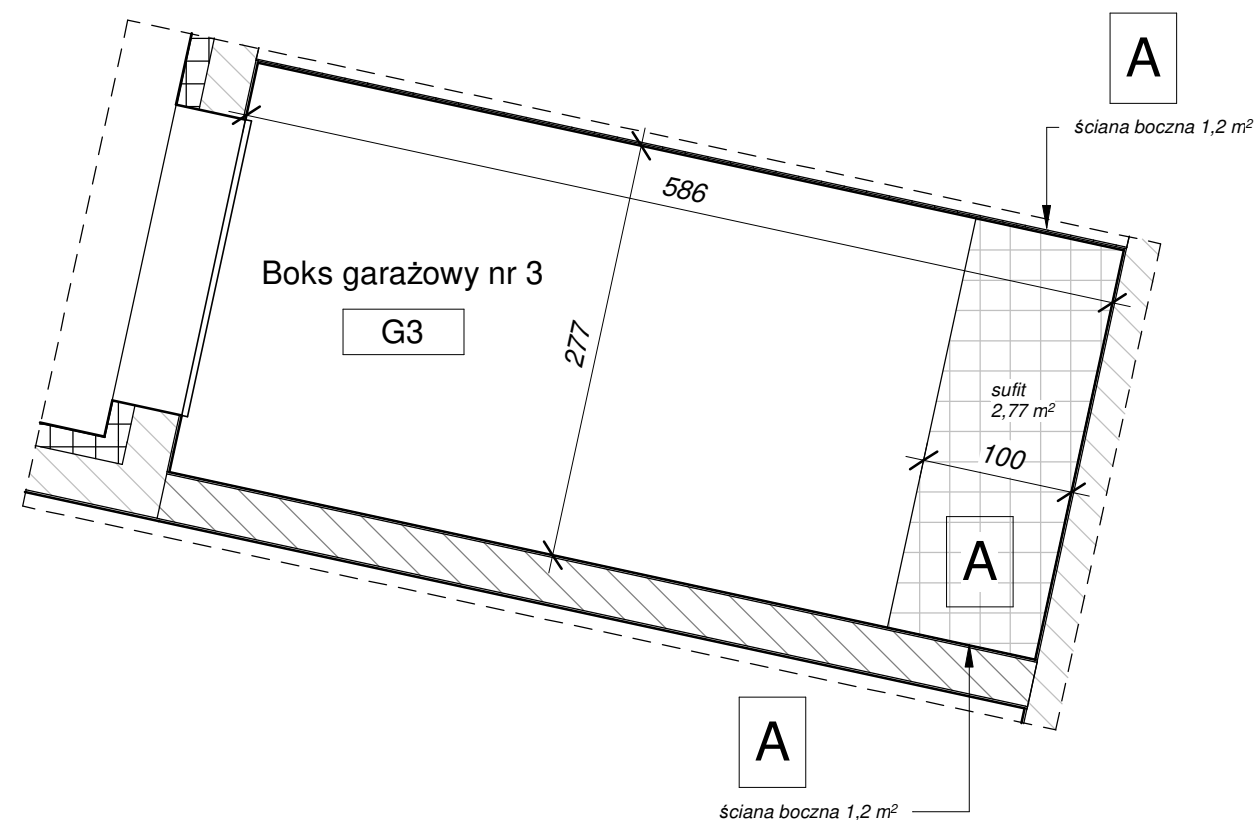 A
ściana boczna 1,2 m²
586
Boks garażowy nr 3
G3
277
sufit
2,77 m²
100
A
A
ściana boczna 1,2 m²